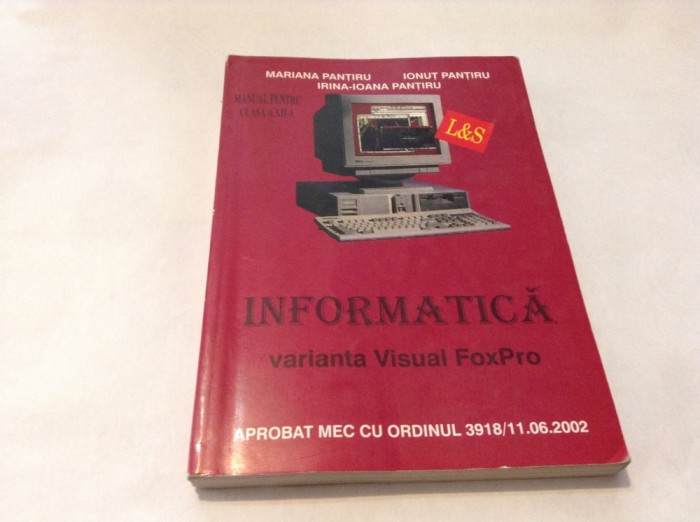 MARIANA PANȚIRU IONUȚ PANȚIRU
IRINA-IOANA PANȚIRU
MANUAL PENTRU
CLASA A XII-A
L&S
INFORMATICĂ
varianta Visual FoxPro
APROBAT MEC CU ORDINUL 3918/11.06.2002